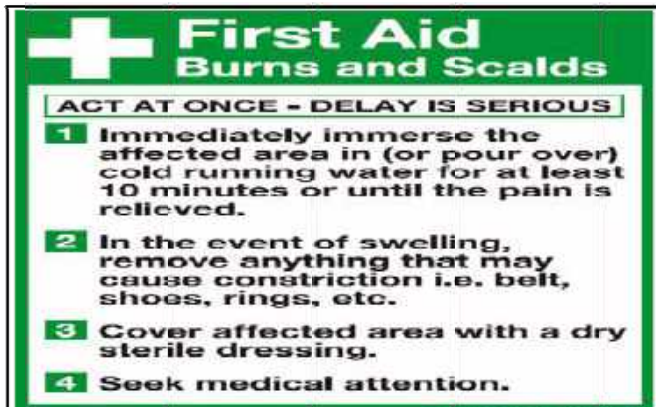 First Aid
Burns and Scalds
ACT AT ONCE - DELAY IS SERIOUS
1 Immediately immerse the
affected area in (or pour over)
cold running water for at least
10 minutes or until the pain is
relieved.
2 In the event of swelling,
remove anything that may
cause constriction i.e. belt,
shoes, rings, etc.
3 Cover affected area with a dry
sterile dressing.
4 Seek medical attention.